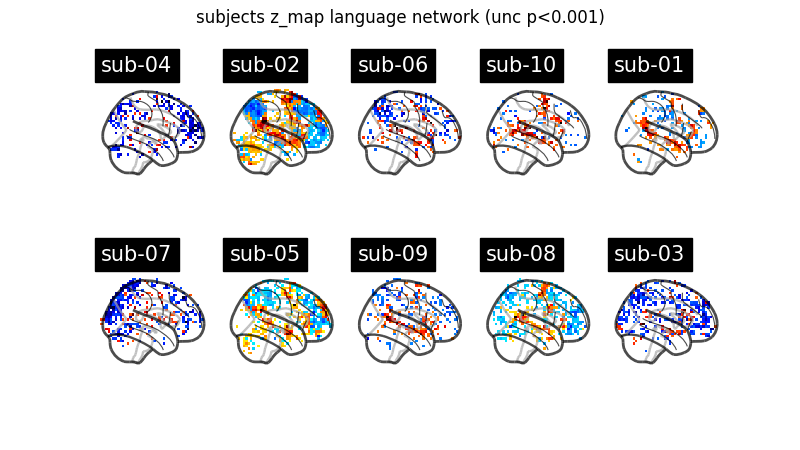 subjects z_map language network (unc p<0.001)
sub-04
sub-02
sub-06
sub-10
sub-01
sub-07
sub-05
sub-09
sub-08
sub-03